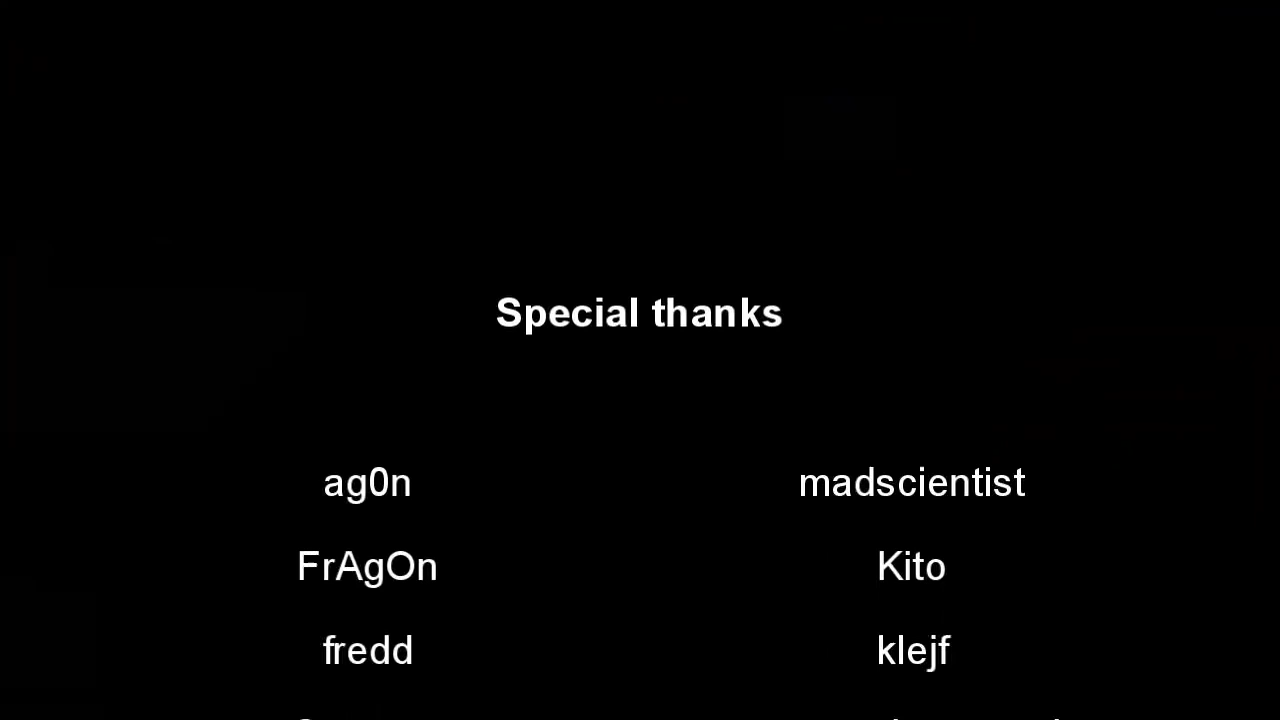 Special thanks
ag0n madscientist
FrAgOn Kito
fredd klejf